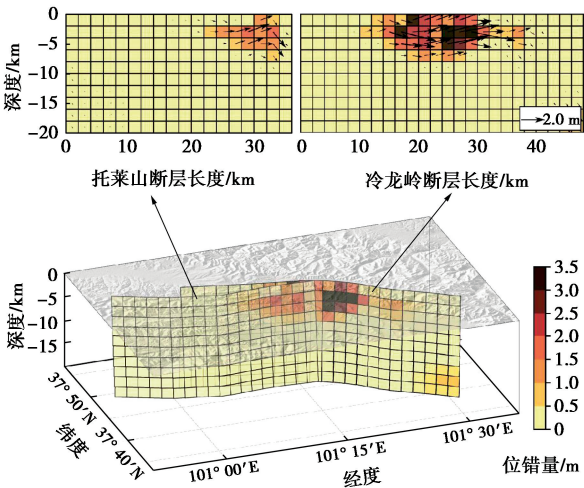 0
−5
−10
−15
−20
深度/km
0 10 20 30
0 10 20 30 40
2.0 m
托莱山断层长度/km
冷龙岭断层长度/km
0
−5
−10
−15
深度/km
37° 50′N
37° 40′N
纬度
101° 00′E
101° 15′E
101° 30′E
经度
3.5
3.0
2.5
2.0
1.5
1.0
0.5
0
位错量/m